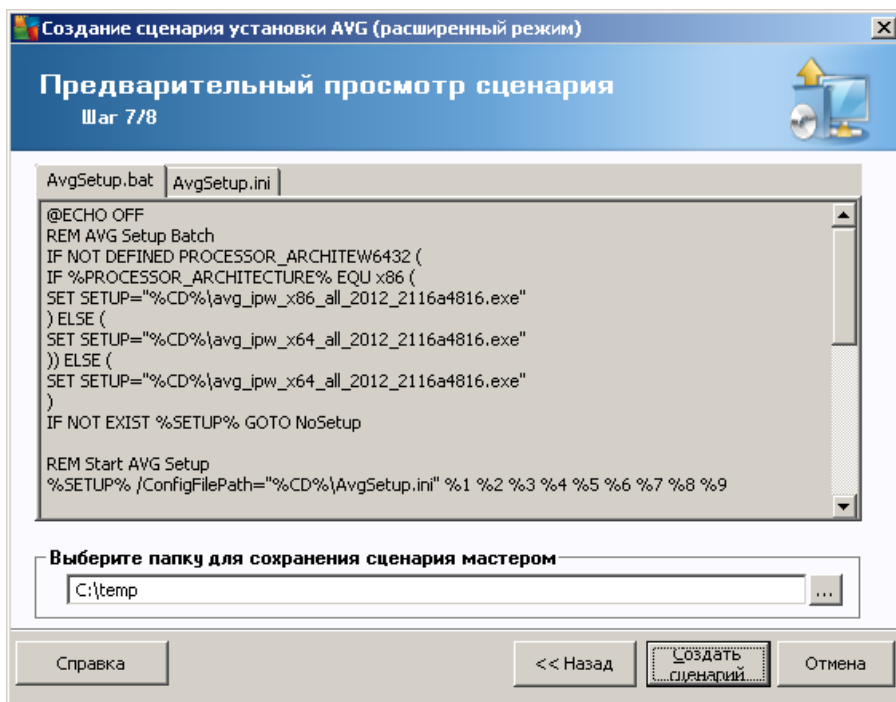 Создание сценария установки AVG (расширенный режим)
Предварительный просмотр сценария
Шаг 7/8
AvgSetup.bat
AvgSetup.ini
@ECHO OFF
REM AVG Setup Batch
IF NOT DEFINED PROCESSOR_ARCHITEW6432 (
IF %PROCESSOR_ARCHITECTURE% EQU x86 (
SET SETUP="%CD%\avg_ipw_x86_all_2012_2116a4816.exe"
) ELSE (
SET SETUP="%CD%\avg_ipw_x64_all_2012_2116a4816.exe"
)) ELSE (
SET SETUP="%CD%\avg_ipw_x64_all_2012_2116a4816.exe"
)
IF NOT EXIST %SETUP% GOTO NoSetup
REM Start AVG Setup
%SETUP% /ConfigFilePath="%CD%\AvgSetup.ini" %1 %2 %3 %4 %5 %6 %7 %8 %9
Выберите папку для сохранения сценария мастером
C:\temp
...
Справка
<< Назад
Создать
сценарий
Отмена